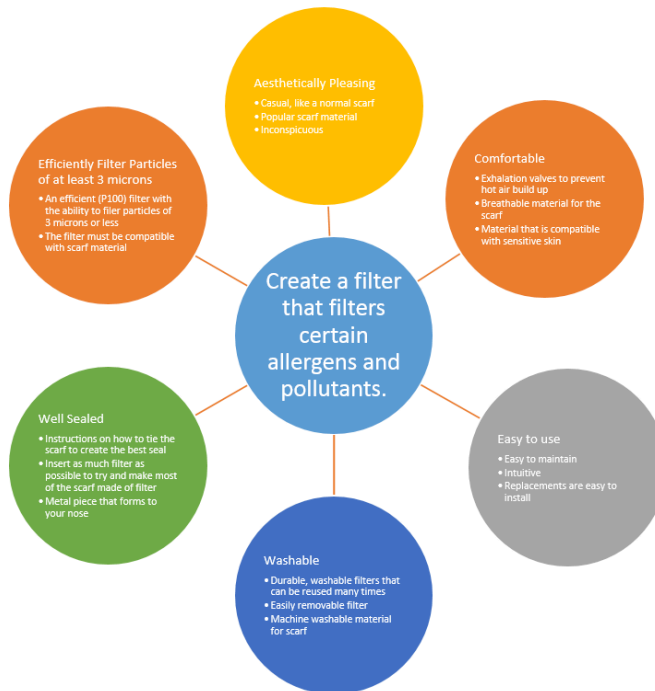 Aesthetically Pleasing
• Casual, like a normal scarf
• Popular scarf material
• Inconspicuous
Efficiently Filter Particles
of at least 3 microns
• An efficient (P100) filter with
the ability to filer particles of
3 microns or less
• The filter must be compatible
with scarf material
Comfortable
• Exhalation valves to prevent
hot air build up
• Breathable material for the
scarf
• Material that is compatible
with sensitive skin
Create a filter
that filters
certain
allergens and
pollutants.
Well Sealed
• Instructions on how to tie the
scarf to create the best seal
• Insert as much filter as
possible to try and make most
of the scarf made of filter
• Metal piece that forms to
your nose
Easy to use
• Easy to maintain
• Intuitive
• Replacements are easy to
install
Washable
• Durable, washable filters that
can be reused many times
• Easily removable filter
• Machine washable material
for scarf